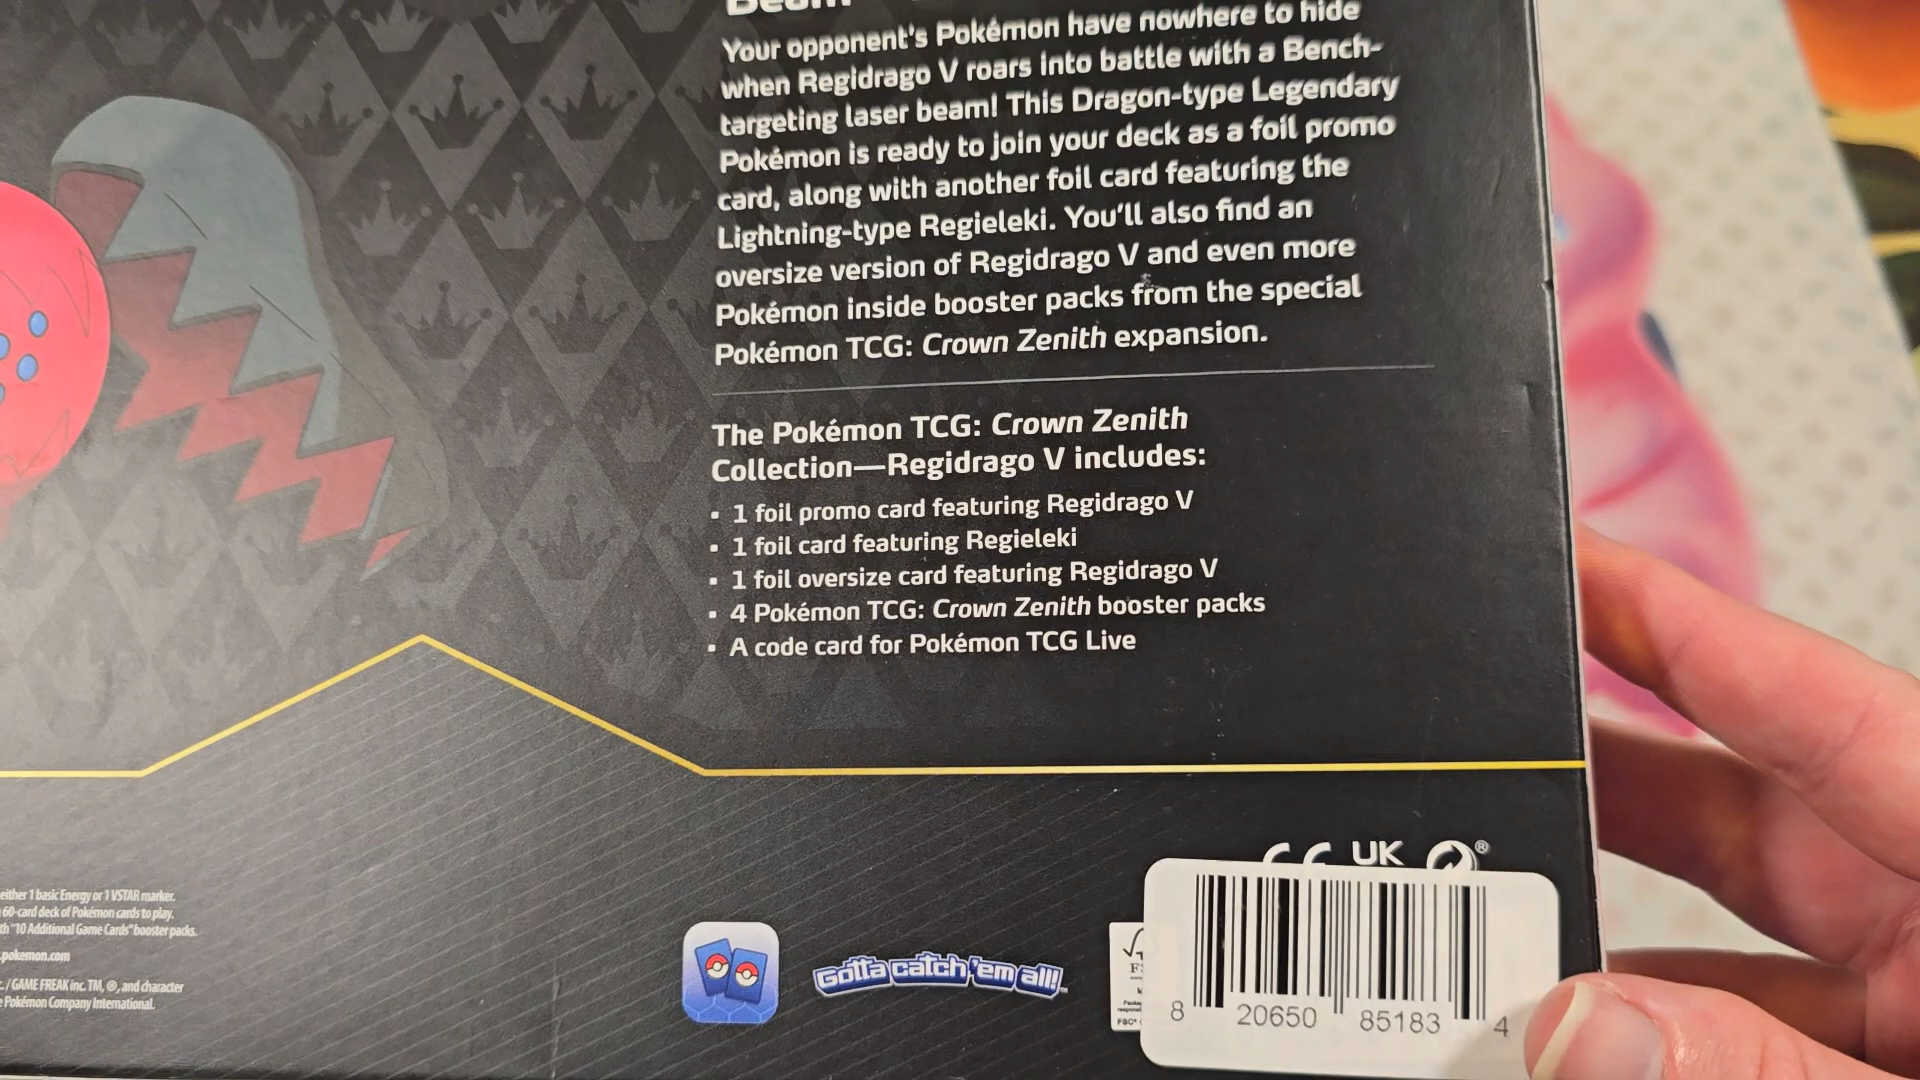 Beam
Your opponent's Pokémon have nowhere to hide
when Regidrago V roars into battle with a Bench-
targeting laser beam! This Dragon-type Legendary
Pokémon is ready to join your deck as a foil promo
card, along with another foil card featuring the
Lightning-type Regieleki. You'll also find an
oversize version of Regidrago V and even more
Pokémon inside booster packs from the special
Pokémon TCG: Crown Zenith expansion.
The Pokémon TCG: Crown Zenith
Collection—Regidrago V includes:
▪ 1 foil promo card featuring Regidrago V
▪ 1 foil card featuring Regieleki
▪ 1 foil oversize card featuring Regidrago V
▪ 4 Pokémon TCG: Crown Zenith booster packs
▪ A code card for Pokémon TCG Live
either 1 basic Energy or 1 VSTAR marker.
60-card deck of Pokémon cards to play.
th "10 Additional Game Cards" booster packs.
.pokemon.com
. / GAME FREAK inc. TM, ®, and character
Pokémon Company International.
Gotta catch 'em all!™
CE UK ®
FSC®
8 20650 85183 4